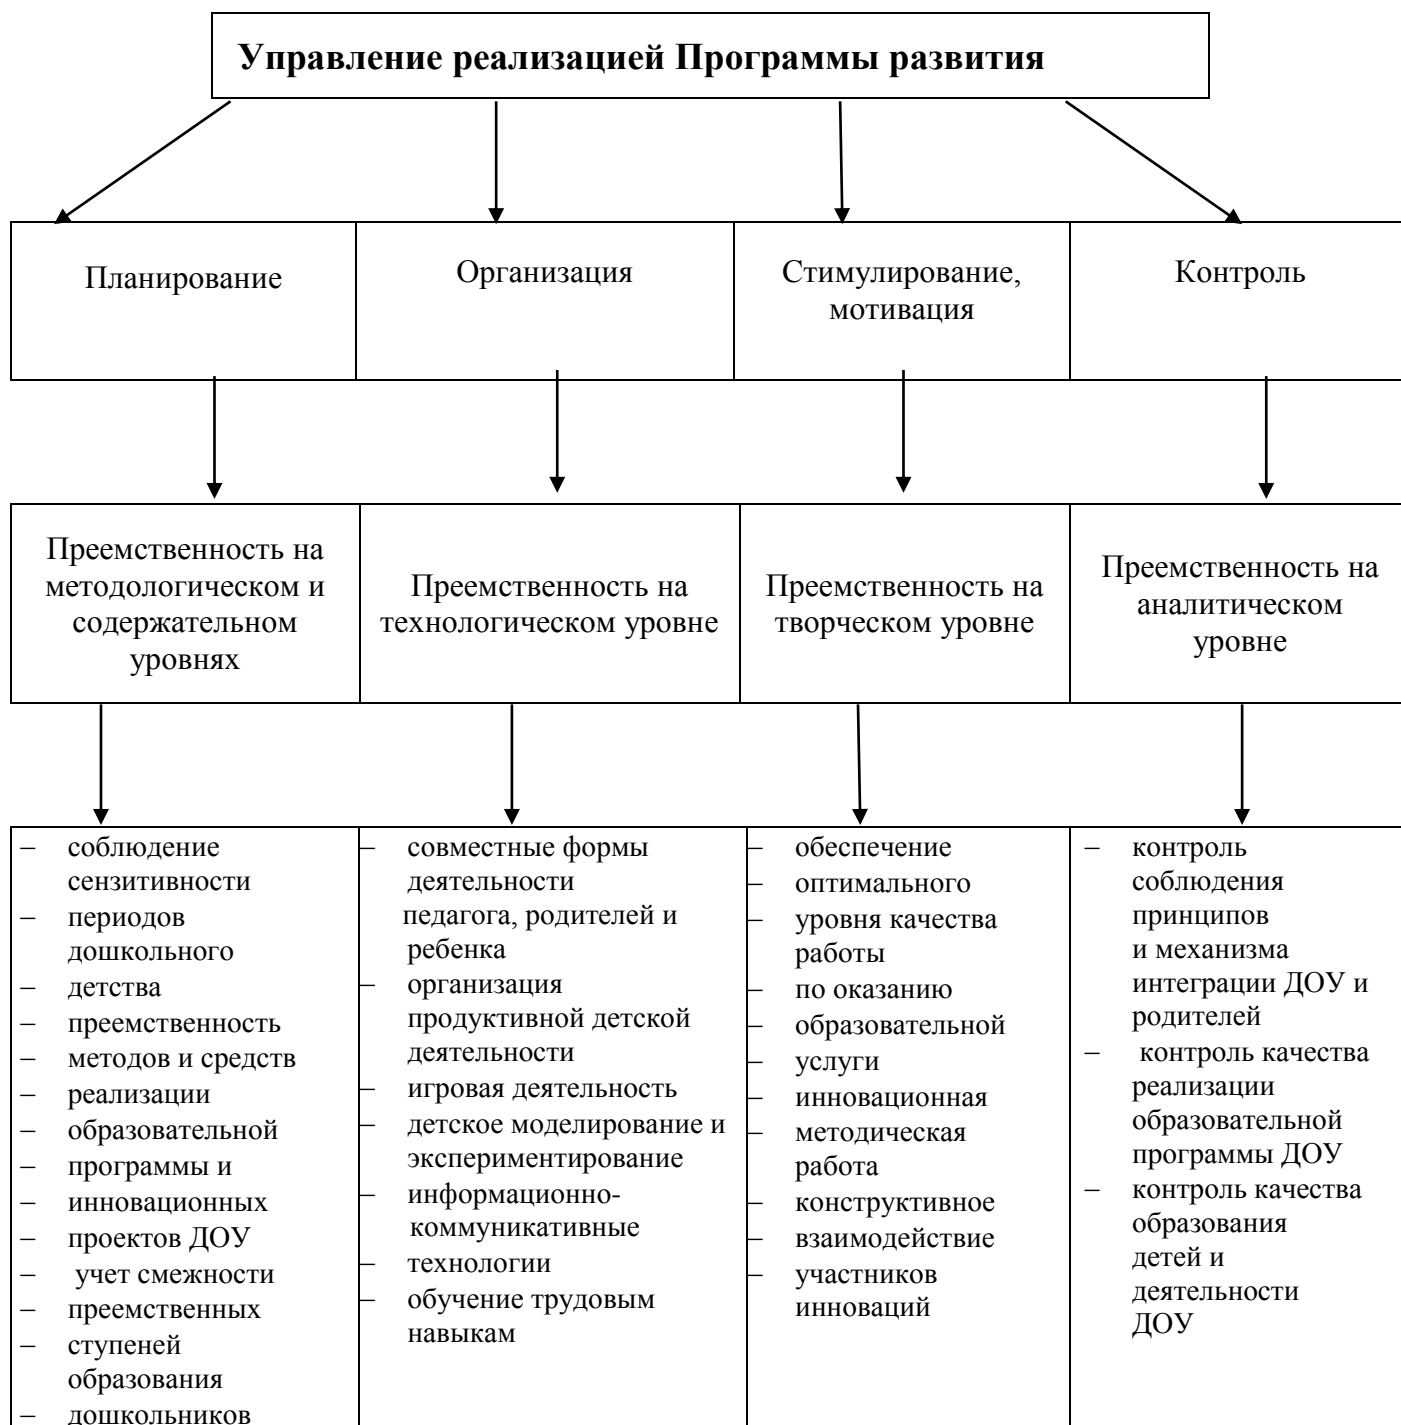 Управление реализацией Программы развития
Планирование
Организация
Стимулирование,
мотивация
Контроль
Преемственность на
методологическом и
содержательном
уровнях
Преемственность на
технологическом уровне
Преемственность на
творческом уровне
Преемственность на
аналитическом
уровне
– соблюдение
сензитивности
– периодов
дошкольного
– детства
– преемственность
– методов и средств
– реализации
– образовательной
– программы и
– инновационных
– проектов ДОУ
– учет смежности
– преемственных
– ступеней
образования
– дошкольников
– совместные формы
деятельности
педагога, родителей и
ребенка
– организация
продуктивной детской
деятельности
– игровая деятельность
– детское моделирование и
экспериментирование
– информационно-
коммуникативные
– технологии
– обучение трудовым
навыкам
– обеспечение
– оптимального
– уровня качества
работы
– по оказанию
– образовательной
– услуги
– инновационная
– методическая
работа
– конструктивное
– взаимодействие
– участников
инноваций
– контроль
соблюдения
принципов
и механизма
интеграции ДОУ и
родителей
– контроль качества
реализации
образовательной
программы ДОУ
– контроль качества
образования
детей и
деятельности
ДОУ